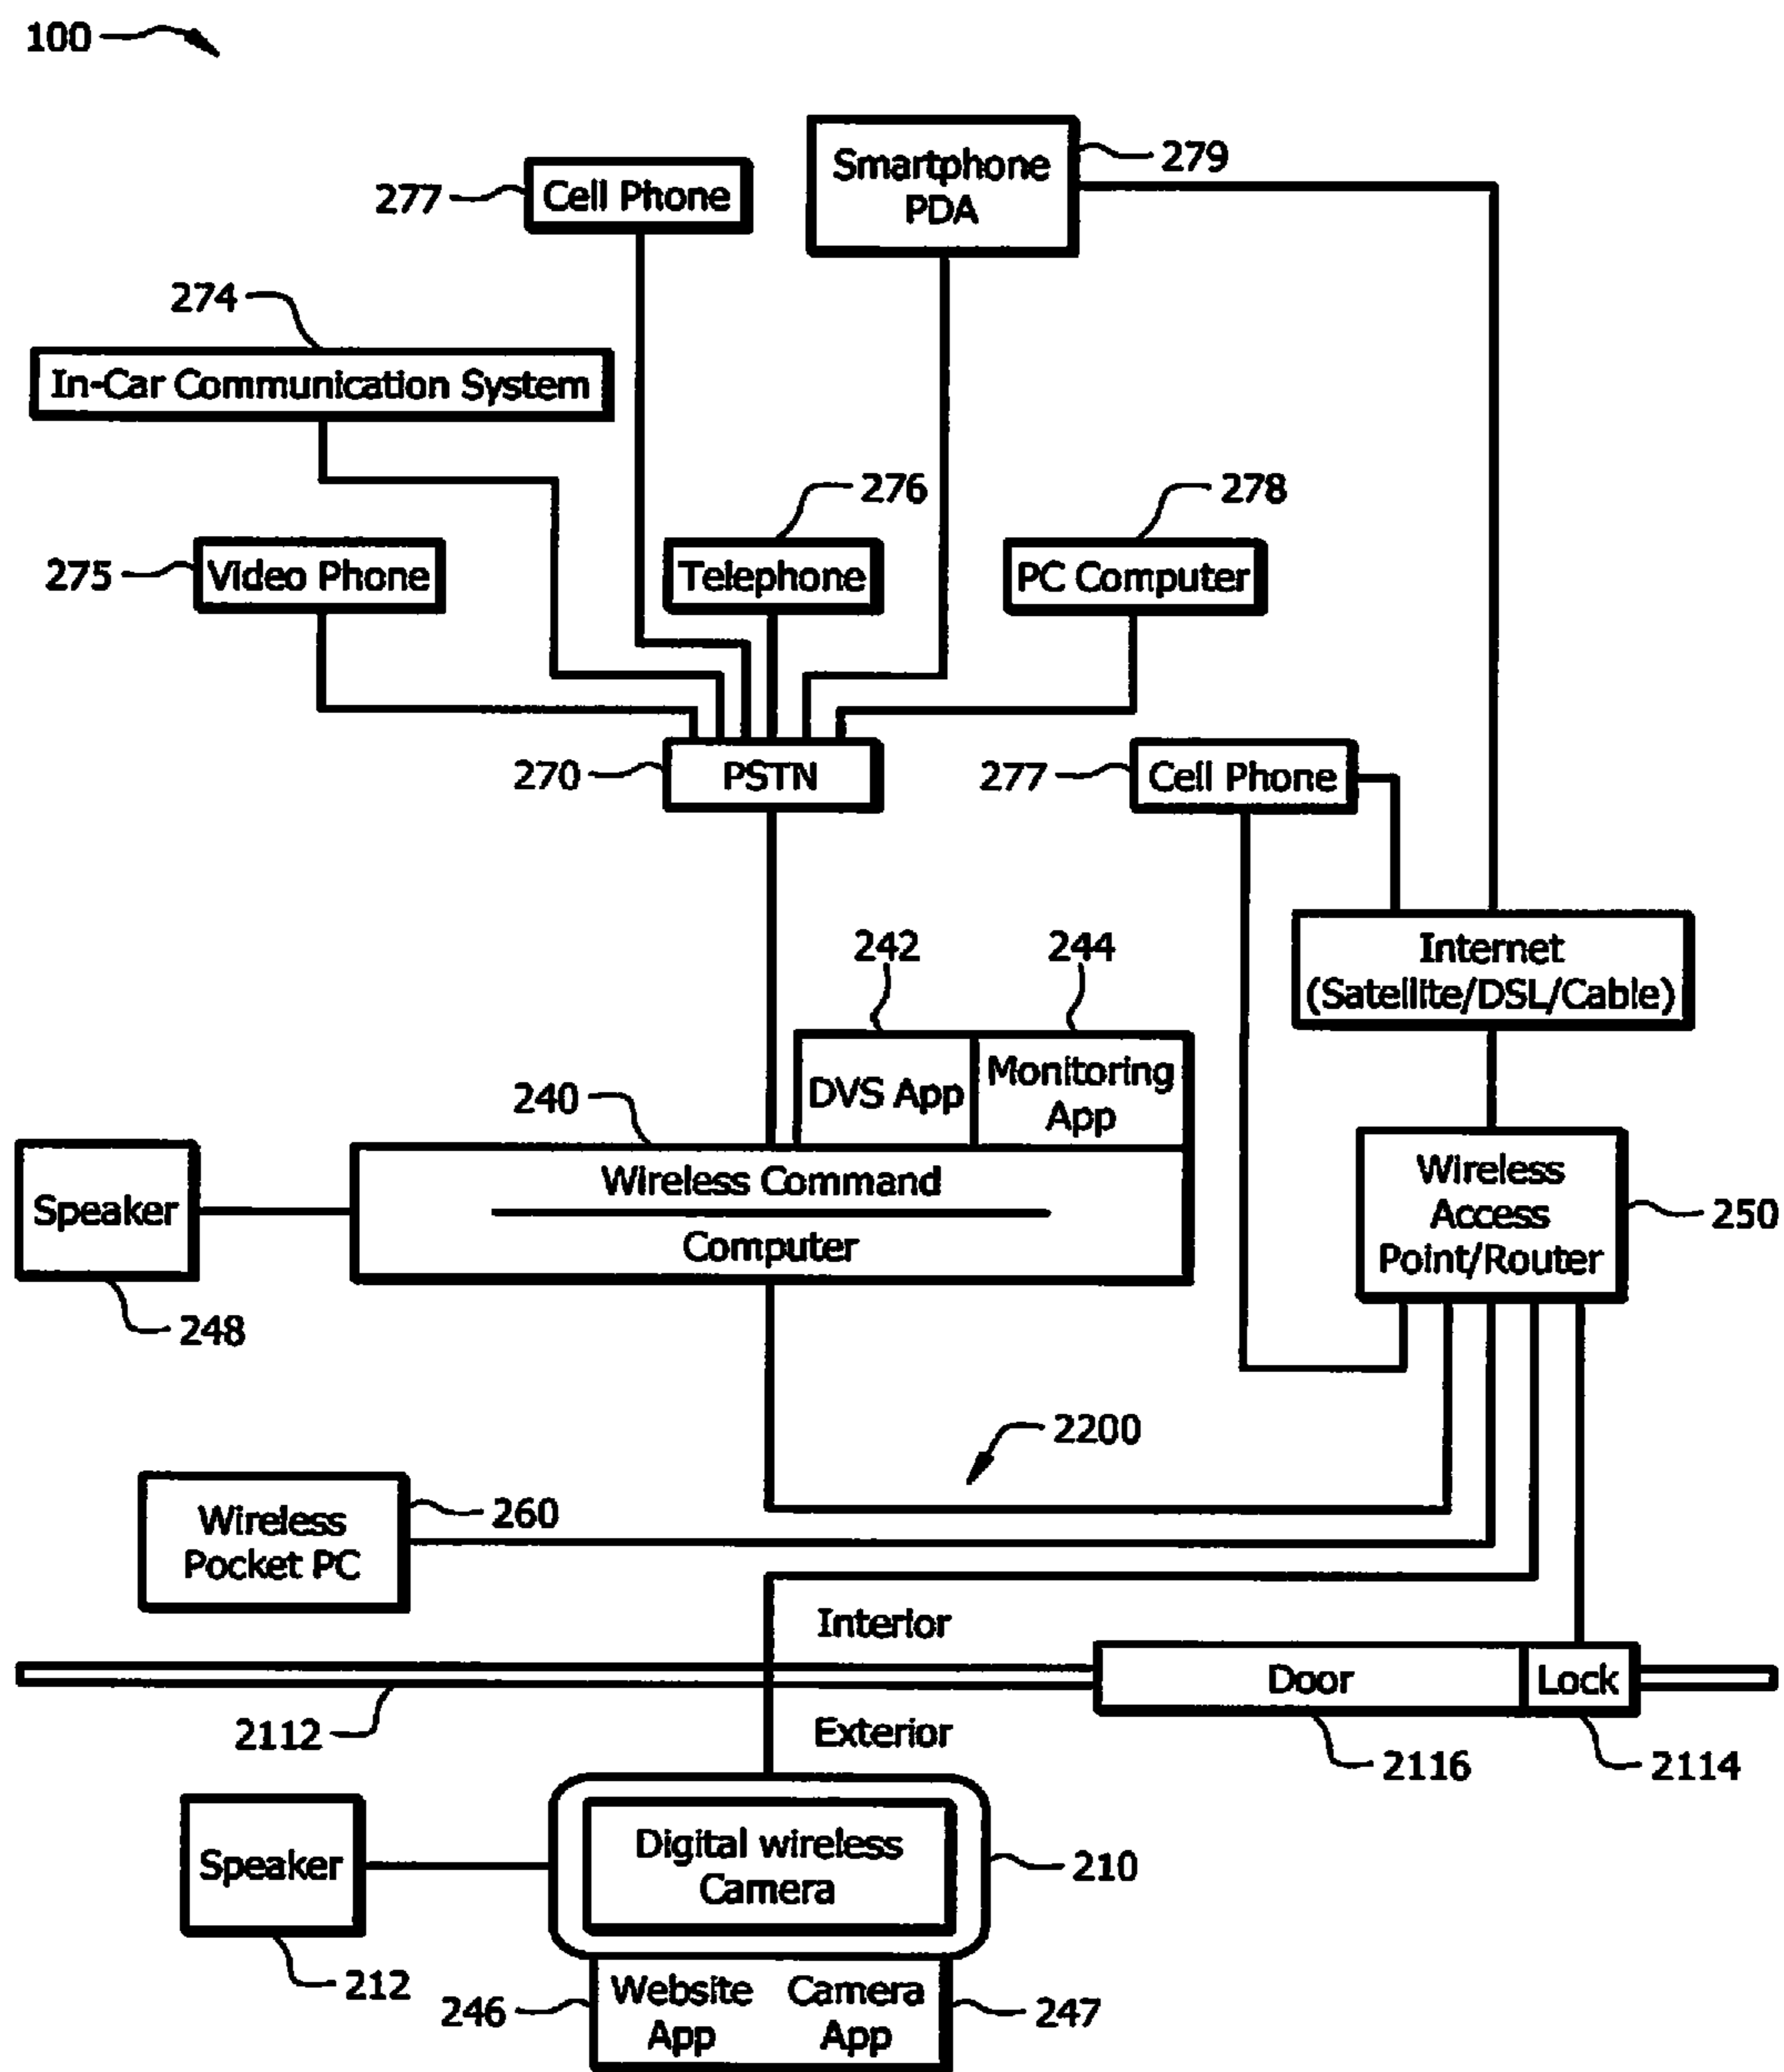 100
277
Cell Phone
Smartphone
PDA
279
274
In-Car Communication System
276
278
275
Video Phone
Telephone
PC Computer
270
PSTN
277
Cell Phone
242
244
Internet
(Satellite/DSL/Cable)
240
DVS App
Monitoring
App
Speaker
248
Wireless Command
Computer
Wireless
Access
Point/Router
250
2200
Wireless
Pocket PC
260
Interior
Door
Lock
2112
Exterior
2116
2114
Speaker
212
Digital wireless
Camera
210
246
Website
App
Camera
App
247